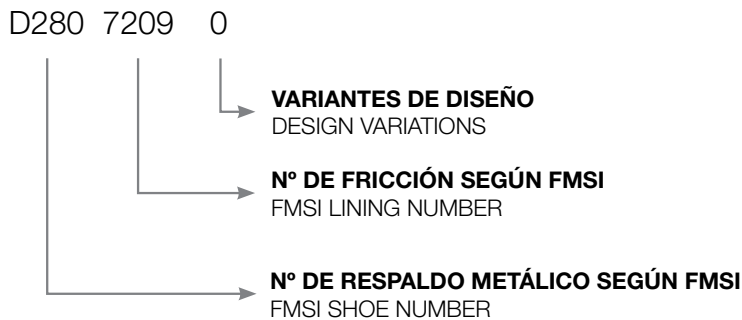 D280 7209 0
VARIANTES DE DISEÑO
DESIGN VARIATIONS
Nº DE FRICCIÓN SEGÚN FMSI
FMSI LINING NUMBER
Nº DE RESPALDO METÁLICO SEGÚN FMSI
FMSI SHOE NUMBER